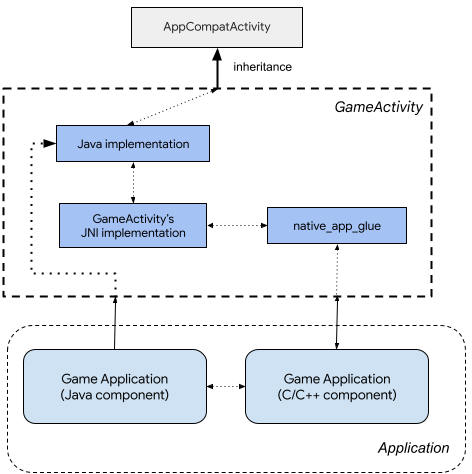 AppCompatActivity
inheritance
GameActivity
Java implementation
GameActivity's
JNI implementation
native_app_glue
Game Application
(Java component)
Game Application
(C/C++ component)
Application